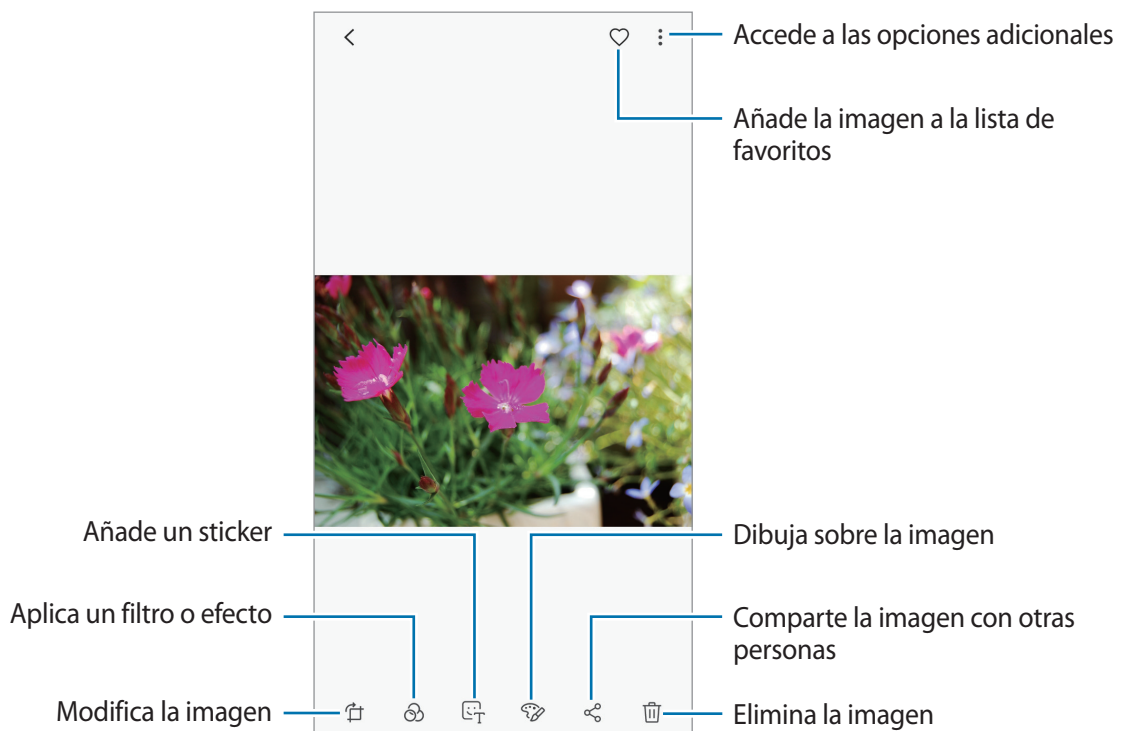 Accede a las opciones adicionales
Añade la imagen a la lista de
favoritos
Añade un sticker
Dibuja sobre la imagen
Aplica un filtro o efecto
Comparte la imagen con otras
personas
Modifica la imagen
Elimina la imagen